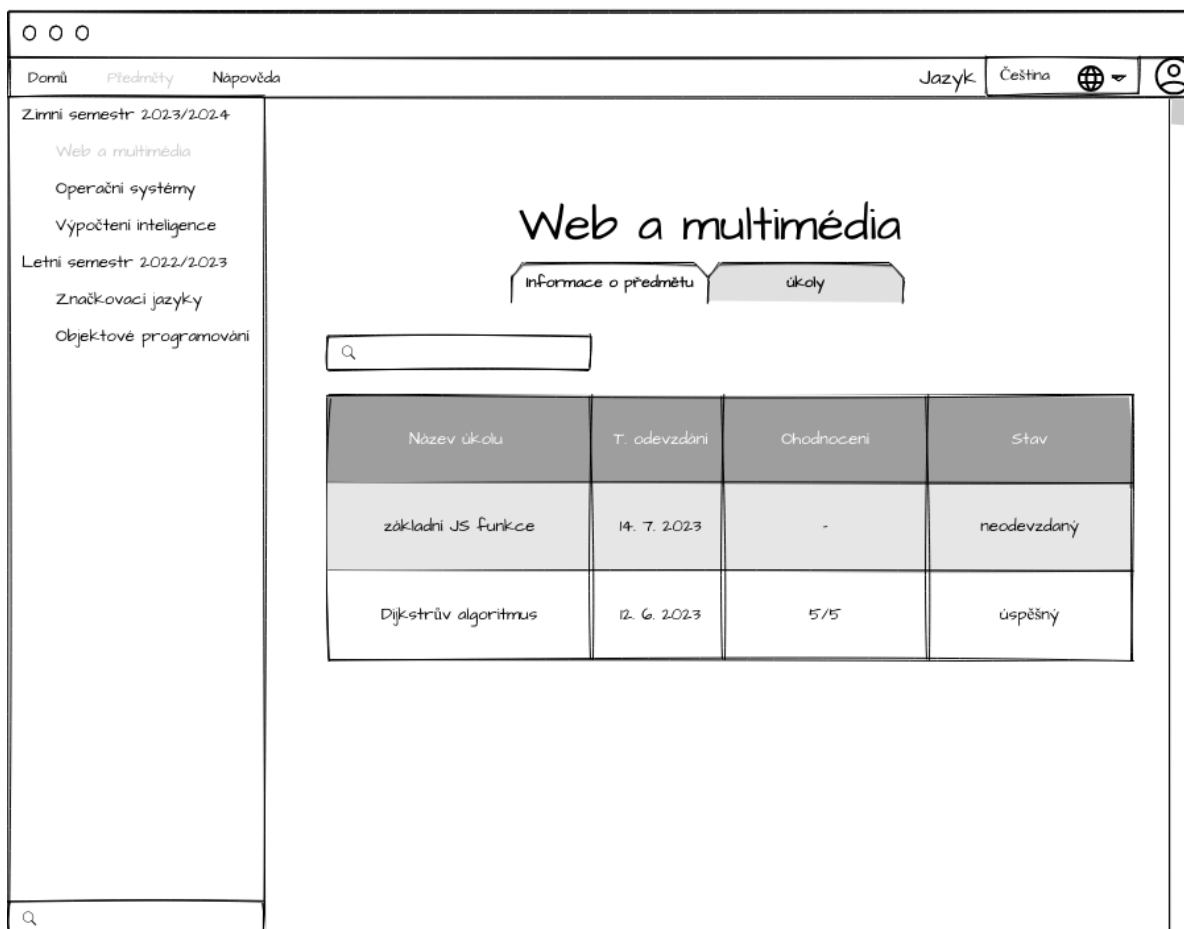 Domů Předměty Nápověda Jazyk Čeština
Zimní semestr 2023/2024
Web a multimédia
Operační systémy
Výpočtení inteligence
Letní semestr 2022/2023
Značkovací jazyky
Objektové programování
Web a multimédia
Informace o předmětu úkoly
Název úkolu T. odevzdání Ohodnocení Stav
základní JS funkce 14. 7. 2023 - neodevzdaný
Dijkstrův algoritmus 12. 6. 2023 5/5 úspěšný